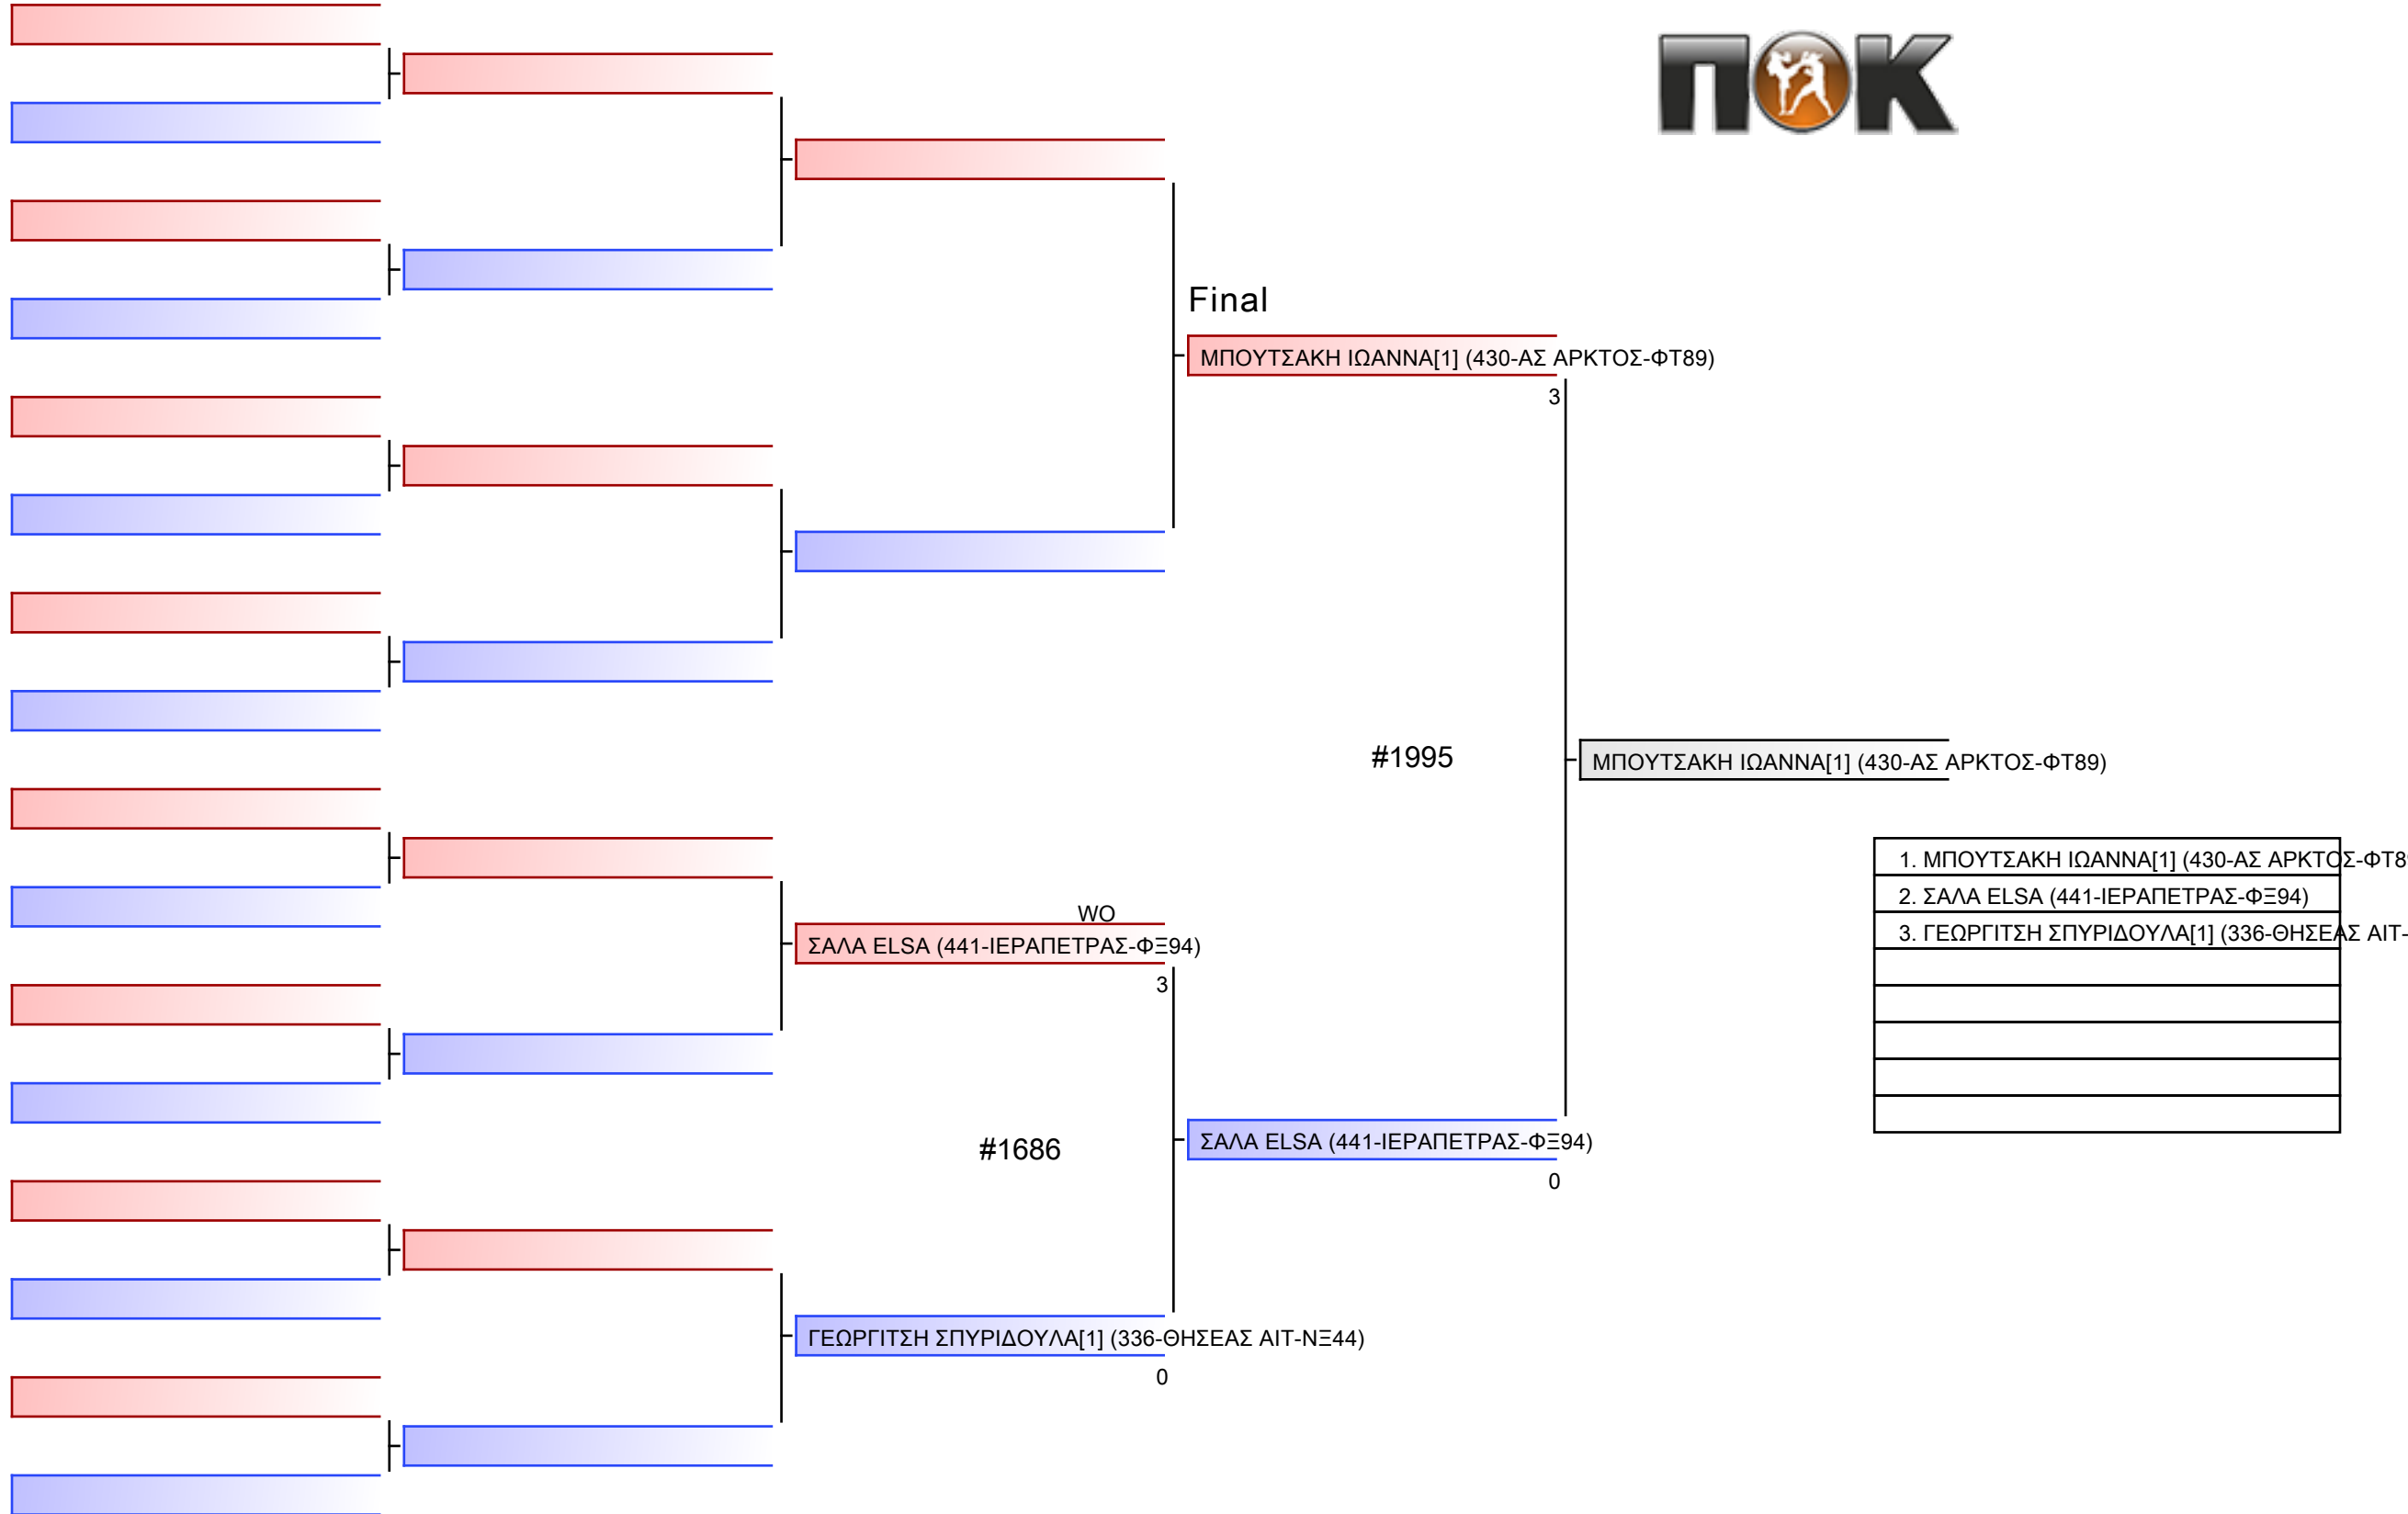 ΠΟΚ
Final
ΜΠΟΥΤΣΑΚΗ ΙΩΑΝΝΑ[1] (430-ΑΣ ΑΡΚΤΟΣ-ΦΤ89)
3
#1995
ΜΠΟΥΤΣΑΚΗ ΙΩΑΝΝΑ[1] (430-ΑΣ ΑΡΚΤΟΣ-ΦΤ89)
1. ΜΠΟΥΤΣΑΚΗ ΙΩΑΝΝΑ[1] (430-ΑΣ ΑΡΚΤΟΣ-ΦΤ8
2. ΣΑΛΑ ELSA (441-ΙΕΡΑΠΕΤΡΑΣ-ΦΞ94)
3. ΓΕΩΡΓΙΤΣΗ ΣΠΥΡΙΔΟΥΛΑ[1] (336-ΘΗΣΕΑΣ ΑΙΤ-
WO
ΣΑΛΑ ELSA (441-ΙΕΡΑΠΕΤΡΑΣ-ΦΞ94)
3
#1686
ΣΑΛΑ ELSA (441-ΙΕΡΑΠΕΤΡΑΣ-ΦΞ94)
0
ΓΕΩΡΓΙΤΣΗ ΣΠΥΡΙΔΟΥΛΑ[1] (336-ΘΗΣΕΑΣ ΑΙΤ-ΝΞ44)
0